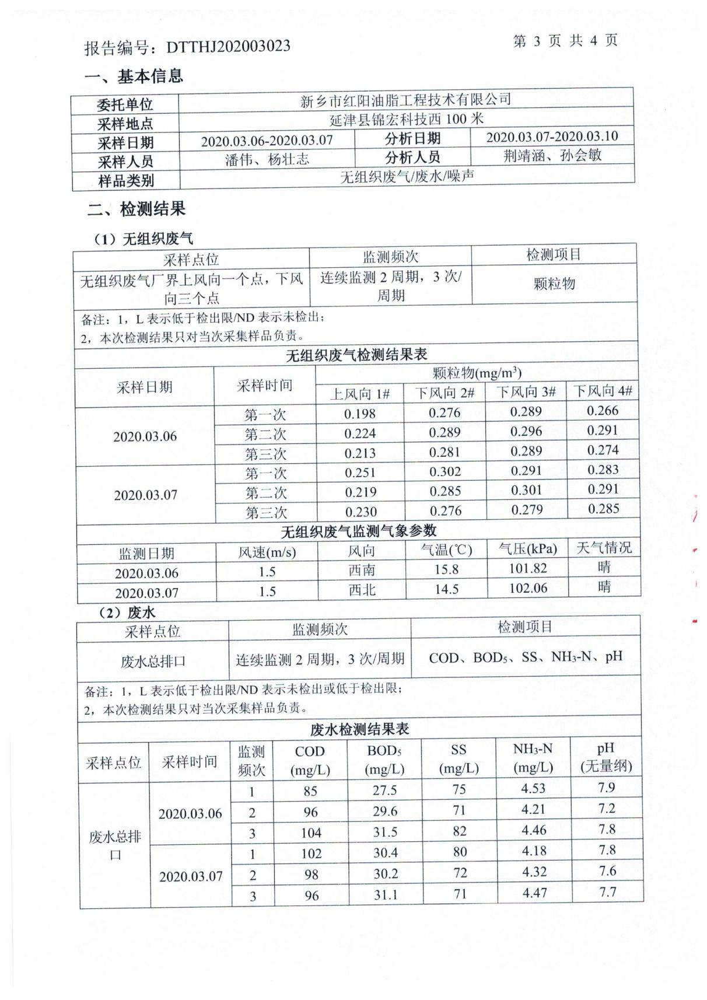 报告编号：DTTHJ202003023
第 3 页 共 4 页
一、基本信息
委托单位 新乡市红阳油脂工程技术有限公司
采样地点 延津县锦宏科技西 100 米
采样日期 2020.03.06-2020.03.07 分析日期 2020.03.07-2020.03.10
采样人员 潘伟、杨壮志 分析人员 荆靖涵、孙会敏
样品类别 无组织废气/废水/噪声
二、检测结果
（1）无组织废气
采样点位 监测频次 检测项目
无组织废气厂界上风向一个点，下风
向三个点
连续监测 2 周期，3 次/
周期
颗粒物
备注：1，L 表示低于检出限/ND 表示未检出；
2，本次检测结果只对当次采集样品负责。
无组织废气检测结果表
采样日期 采样时间 颗粒物(mg/m³)
上风向 1# 下风向 2# 下风向 3# 下风向 4#
2020.03.06
第一次 0.198 0.276 0.289 0.266
第二次 0.224 0.289 0.296 0.291
第三次 0.213 0.281 0.289 0.274
2020.03.07
第一次 0.251 0.302 0.291 0.283
第二次 0.219 0.285 0.301 0.291
第三次 0.230 0.276 0.279 0.285
无组织废气监测气象参数
监测日期 风速(m/s) 风向 气温(℃) 气压(kPa) 天气情况
2020.03.06 1.5 西南 15.8 101.82 晴
2020.03.07 1.5 西北 14.5 102.06 晴
（2）废水
采样点位 监测频次 检测项目
废水总排口 连续监测 2 周期，3 次/周期 COD、BOD₅、SS、NH₃-N、pH
备注：1，L 表示低于检出限/ND 表示未检出或低于检出限；
2，本次检测结果只对当次采集样品负责。
废水检测结果表
采样点位 采样时间 监测
频次
COD
(mg/L)
BOD₅
(mg/L)
SS
(mg/L)
NH₃-N
(mg/L)
pH
(无量纲)
废水总排
口
2020.03.06
1 85 27.5 75 4.53 7.9
2 96 29.6 71 4.21 7.2
3 104 31.5 82 4.46 7.8
2020.03.07
1 102 30.4 80 4.18 7.8
2 98 30.2 72 4.32 7.6
3 96 31.1 71 4.47 7.7